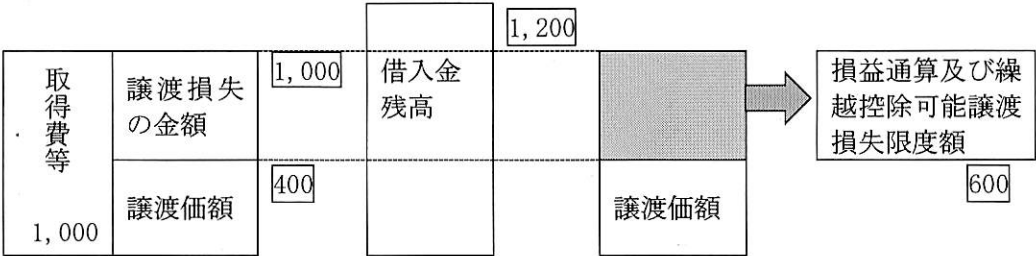 取得費等
1,000
譲渡損失
の金額
譲渡価額
1,000
400
借入金
残高
1,200
譲渡価額
損益通算及び繰
越控除可能譲渡
損失限度額
600